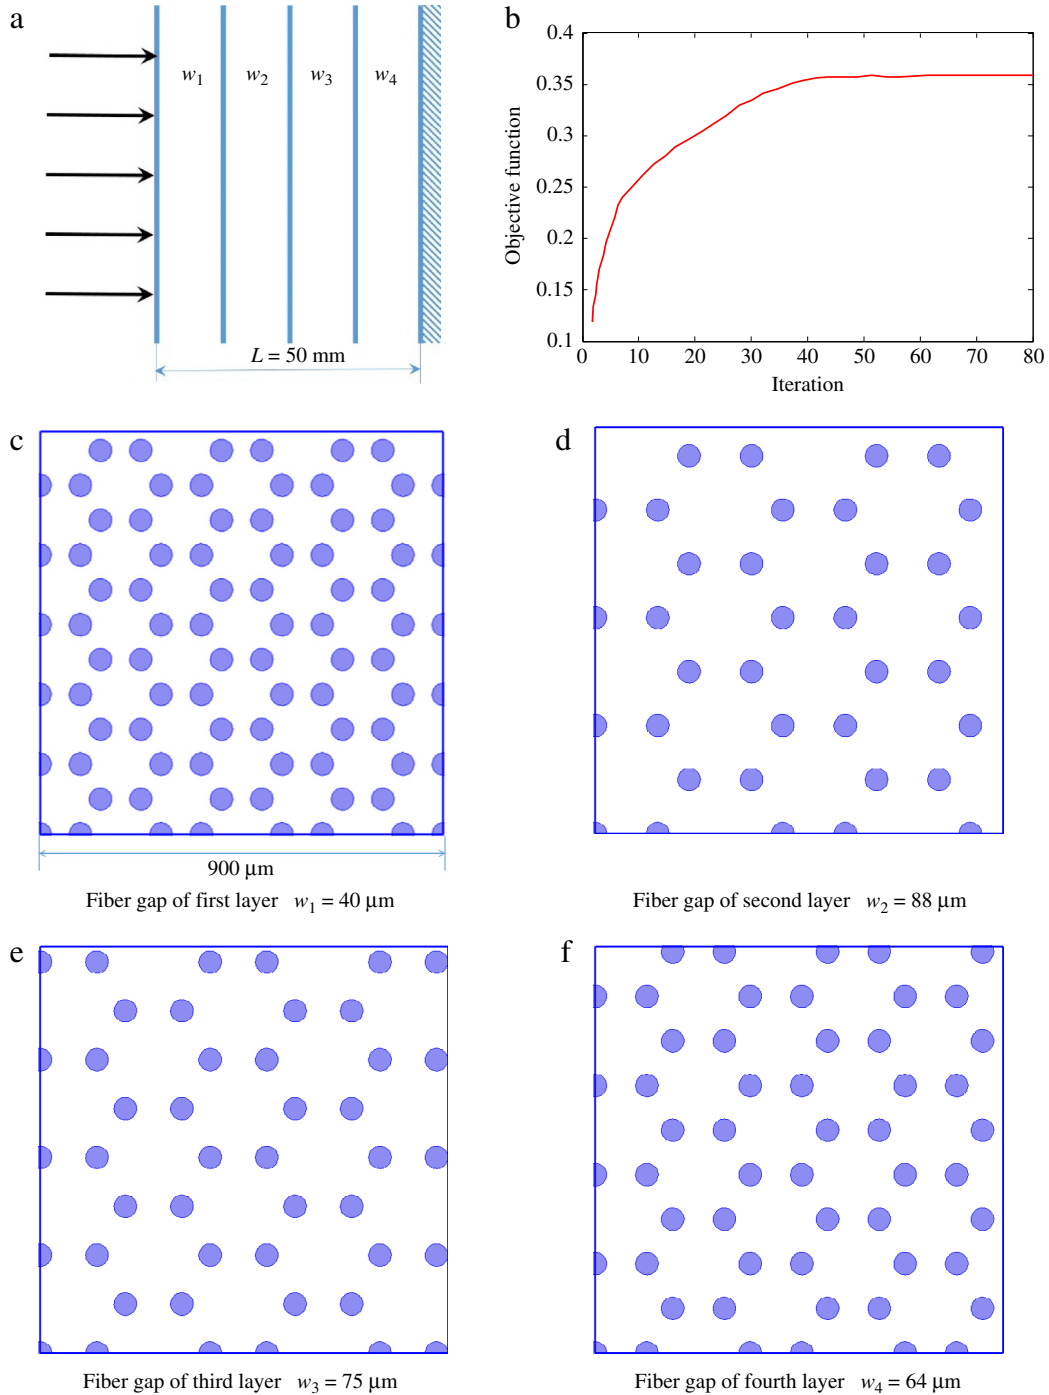 a
w1
w2
w3
w4
L = 50 mm
b
Objective function
0.4
0.35
0.3
0.25
0.2
0.15
0.1
0 10 20 30 40 50 60 70 80
Iteration
c
900 μm
Fiber gap of first layer w1 = 40 μm
d
Fiber gap of second layer w2 = 88 μm
e
Fiber gap of third layer w3 = 75 μm
f
Fiber gap of fourth layer w4 = 64 μm